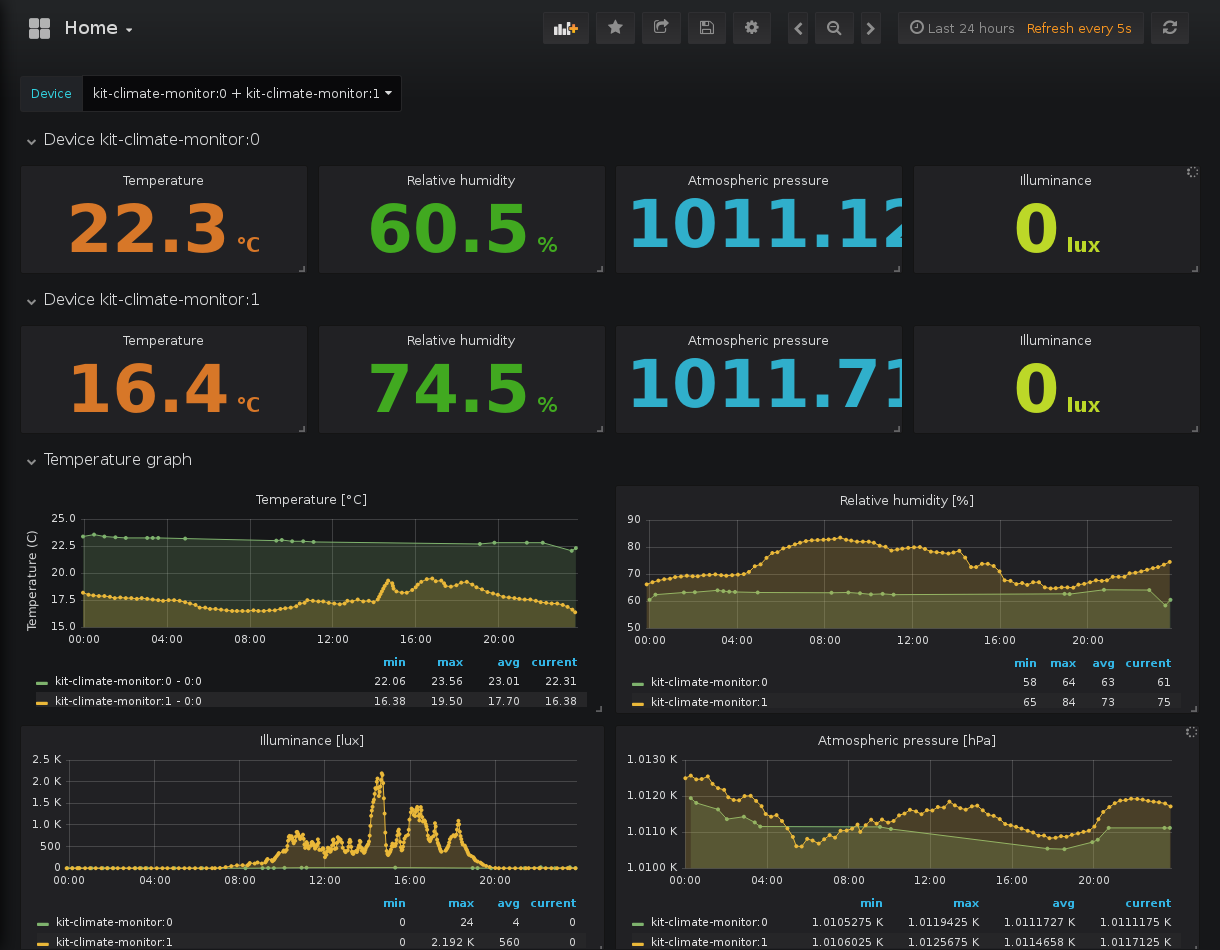 Home
Last 24 hours Refresh every 5s
Device kit-climate-monitor:0 + kit-climate-monitor:1
Device kit-climate-monitor:0
Temperature Relative humidity Atmospheric pressure Illuminance
22.3 °C 60.5 % 1011.12 0 lux
Device kit-climate-monitor:1
Temperature Relative humidity Atmospheric pressure Illuminance
16.4 °C 74.5 % 1011.71 0 lux
Temperature graph
Temperature [°C]
Temperature (C)
25.0
22.5
20.0
17.5
15.0
00:00 04:00 08:00 12:00 16:00 20:00
min max avg current
kit-climate-monitor:0 - 0:0 22.06 23.56 23.01 22.31
kit-climate-monitor:1 - 0:0 16.38 19.50 17.70 16.38
Relative humidity [%]
90
80
70
60
50
00:00 04:00 08:00 12:00 16:00 20:00
min max avg current
kit-climate-monitor:0 58 64 63 61
kit-climate-monitor:1 65 84 73 75
Illuminance [lux]
2.5 K
2.0 K
1.5 K
1.0 K
500
0
00:00 04:00 08:00 12:00 16:00 20:00
min max avg current
kit-climate-monitor:0 0 24 4 0
kit-climate-monitor:1 0 2.192 K 560 0
Atmospheric pressure [hPa]
1.0130 K
1.0120 K
1.0110 K
1.0100 K
00:00 04:00 08:00 12:00 16:00 20:00
min max avg current
kit-climate-monitor:0 1.0105275 K 1.0119425 K 1.0111727 K 1.0111175 K
kit-climate-monitor:1 1.0106025 K 1.0125675 K 1.0114658 K 1.0117125 K